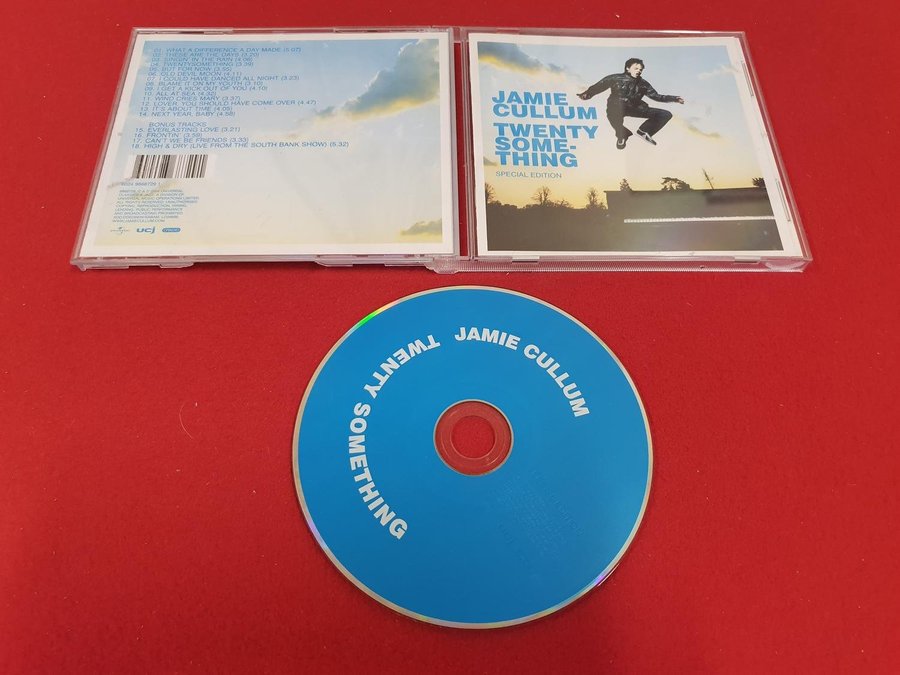 01. WHAT A DIFFERENCE A DAY MADE (5.07)
02. THESE ARE THE DAYS (3.20)
03. SINGIN' IN THE RAIN (4.06)
04. TWENTYSOMETHING (3.39)
05. BUT FOR NOW (3.55)
06. OLD DEVIL MOON (4.11)
07. I COULD HAVE DANCED ALL NIGHT (3.23)
08. BLAME IT ON MY YOUTH (3.10)
09. I GET A KICK OUT OF YOU (4.10)
10. ALL AT SEA (4.32)
11. WIND CRIES MARY (3.37)
12. LOVER, YOU SHOULD HAVE COME OVER (4.47)
13. IT'S ABOUT TIME (4.05)
14. NEXT YEAR, BABY (4.58)
BONUS TRACKS
15. EVERLASTING LOVE (5.21)
16. FRONTIN' (3.59)
17. CAN'T WE BE FRIENDS (3.33)
18. HIGH & DRY (LIVE FROM THE SOUTH BANK SHOW) (5.32)
ucj
JAMIE
CULLUM
TWENTY
SOME-
THING
SPECIAL EDITION
JAMIE CULLUM
TWENTY SOMETHING